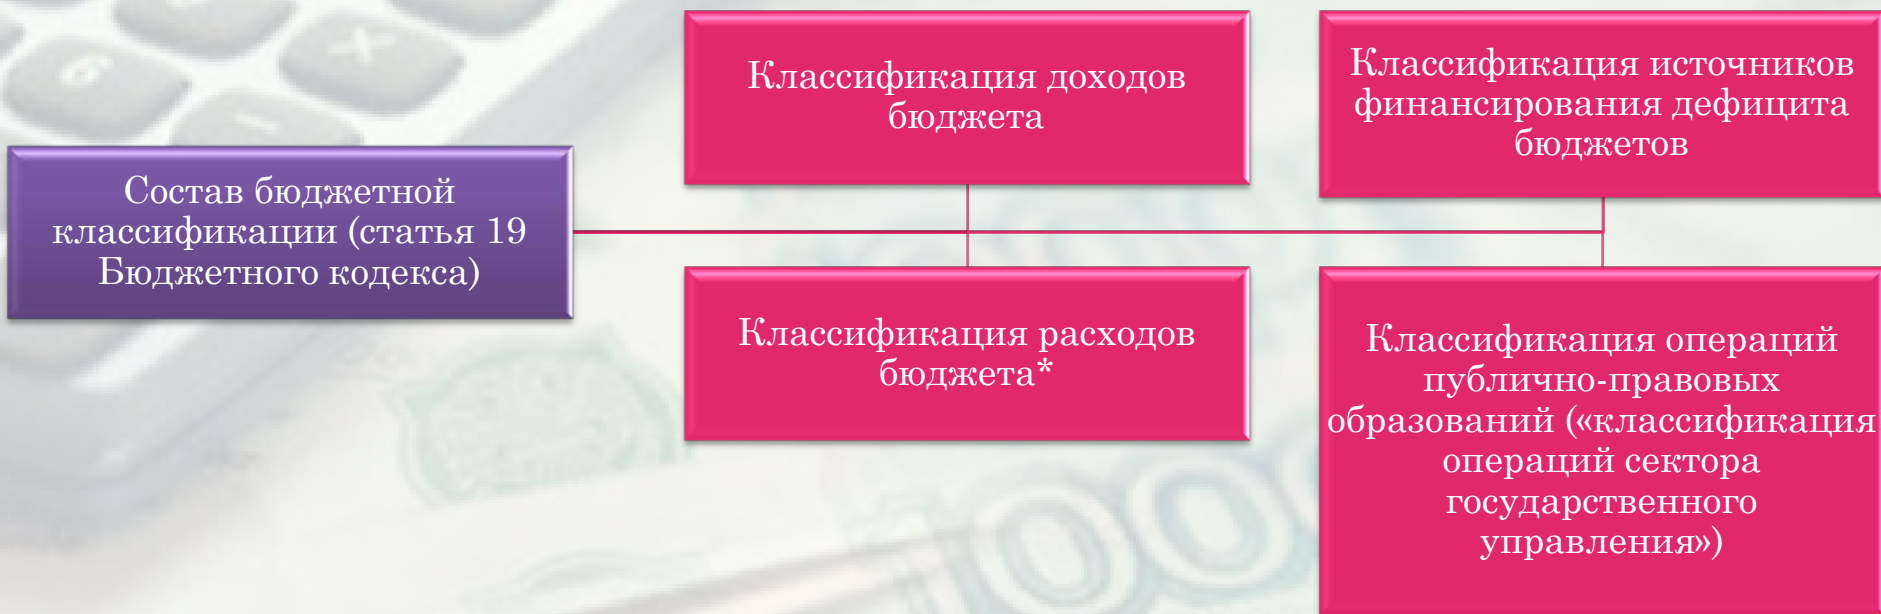 Состав бюджетной
классификации (статья 19
Бюджетного кодекса)
Классификация доходов
бюджета
Классификация источников
финансирования дефицита
бюджетов
Классификация расходов
бюджета*
Классификация операций
публично-правовых
образований («классификация
операций сектора
государственного
управления»)